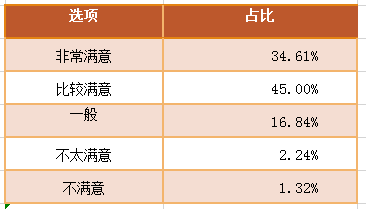 选项 占比
非常满意 34.61%
比较满意 45.00%
一般 16.84%
不太满意 2.24%
不满意 1.32%